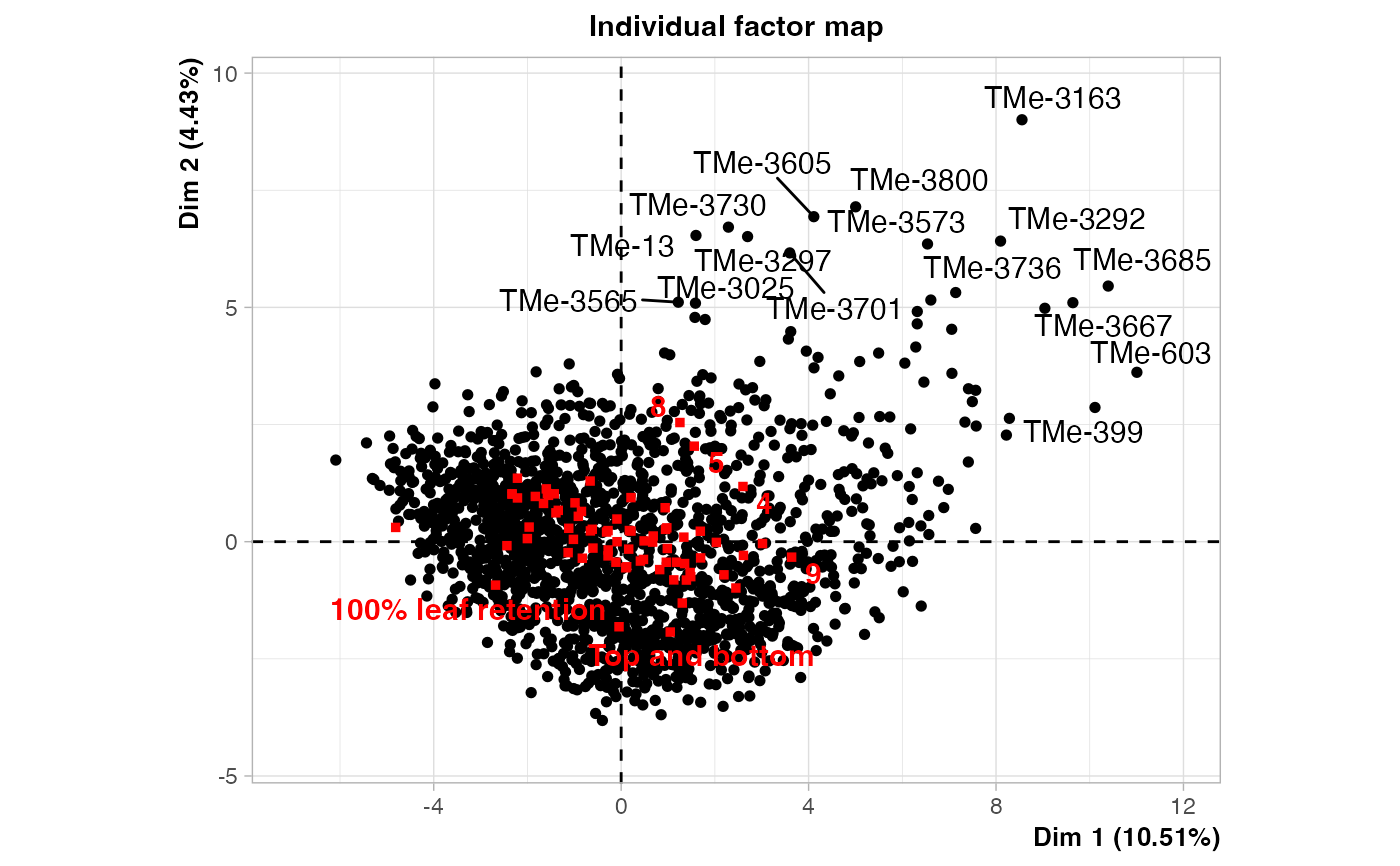 Individual factor map
Dim 2 (4.43%)
10
5
0
-5
TMe-3163
TMe-3605
TMe-3800
TMe-3730
TMe-3573
TMe-3292
TMe-13
TMe-3297
TMe-3736
TMe-3685
TMe-3025
TMe-3565
TMe-3701
TMe-3667
TMe-603
8
TMe-399
5
4
9
100% leaf retention
Top and bottom
-4
0
4
8
12
Dim 1 (10.51%)